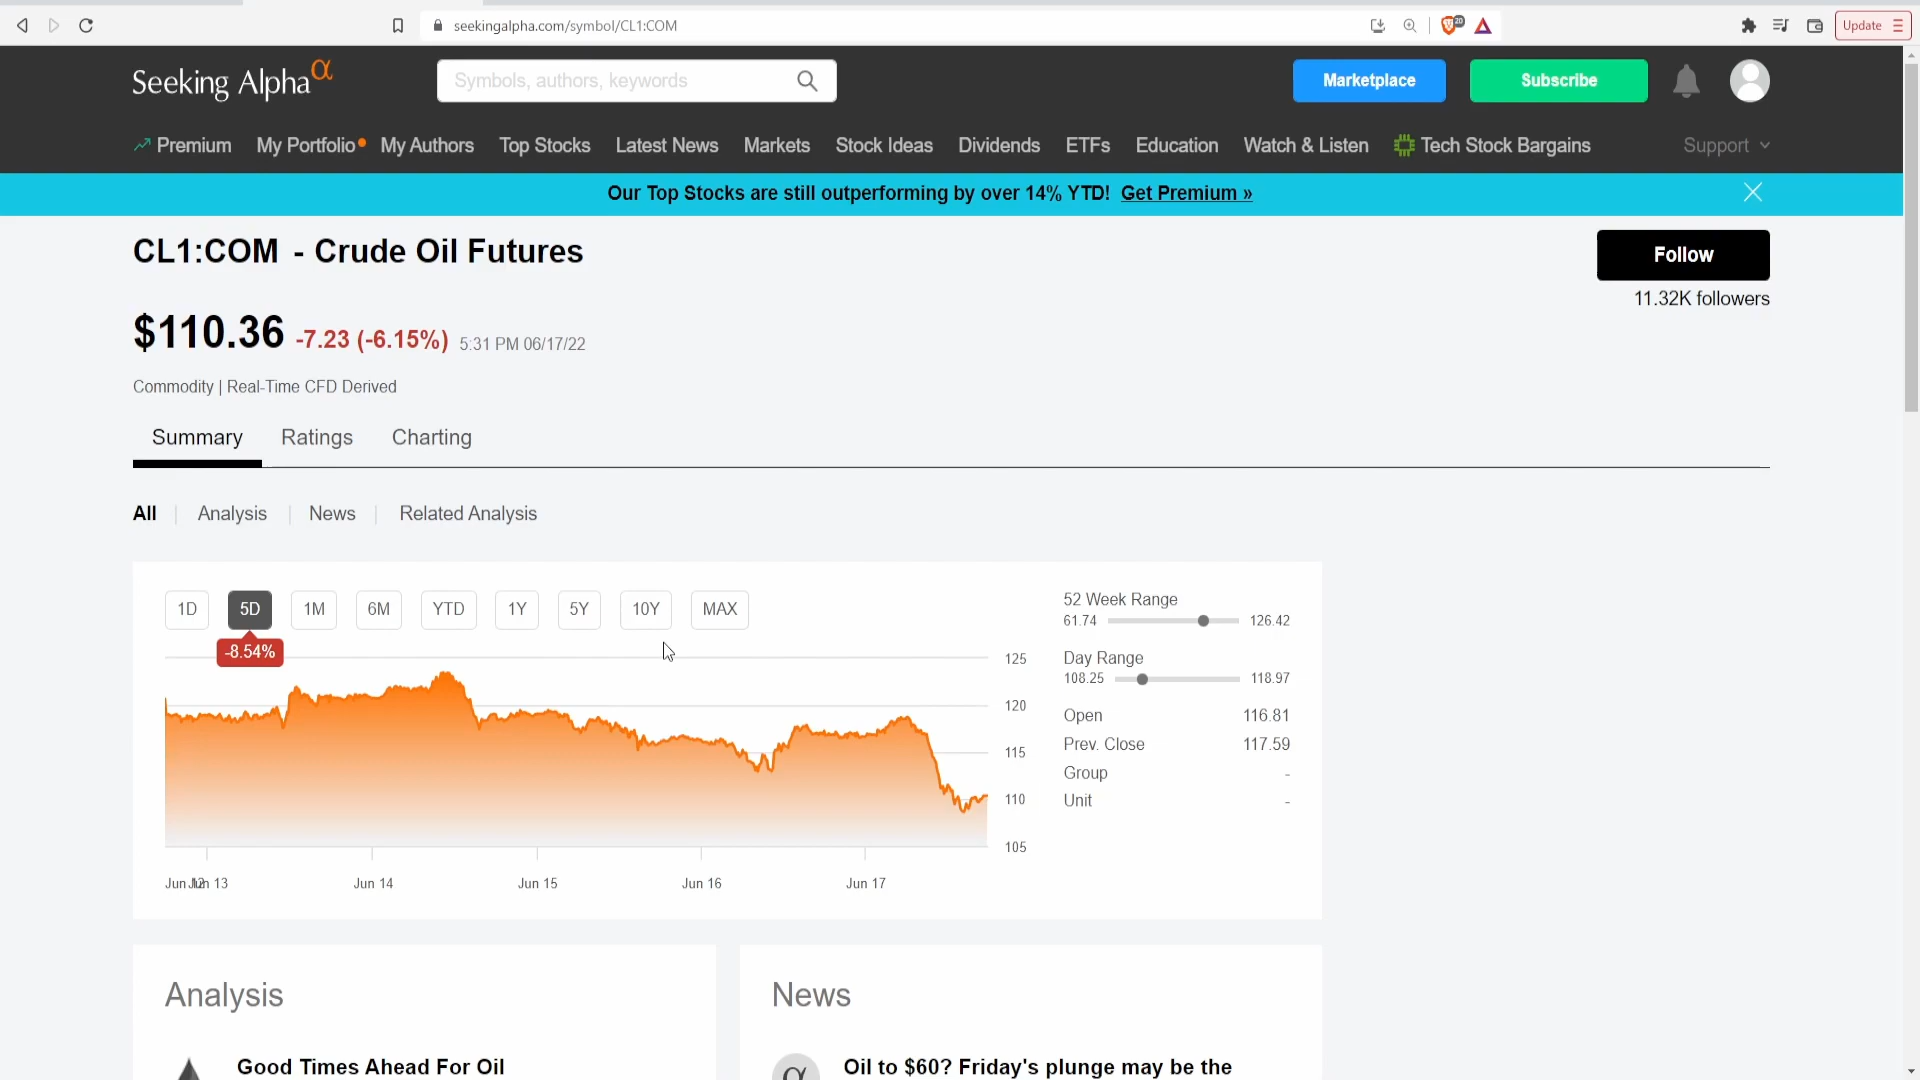 seekingalpha.com/symbol/CL1:COM
20
Update
Seeking Alpha α
Symbols, authors, keywords
Marketplace
Subscribe
Premium
My Portfolio
My Authors
Top Stocks
Latest News
Markets
Stock Ideas
Dividends
ETFs
Education
Watch & Listen
Tech Stock Bargains
Support
Our Top Stocks are still outperforming by over 14% YTD! Get Premium »
CL1:COM - Crude Oil Futures
Follow
11.32K followers
$110.36 -7.23 (-6.15%) 5:31 PM 06/17/22
Commodity | Real-Time CFD Derived
Summary
Ratings
Charting
All
Analysis
News
Related Analysis
1D
5D
1M
6M
YTD
1Y
5Y
10Y
MAX
-8.54%
125
120
115
110
105
Jun 12
Jun 13
Jun 14
Jun 15
Jun 16
Jun 17
52 Week Range
61.74 126.42
Day Range
108.25 118.97
Open 116.81
Prev. Close 117.59
Group -
Unit -
Analysis
Good Times Ahead For Oil
News
α
Oil to $60? Friday's plunge may be the